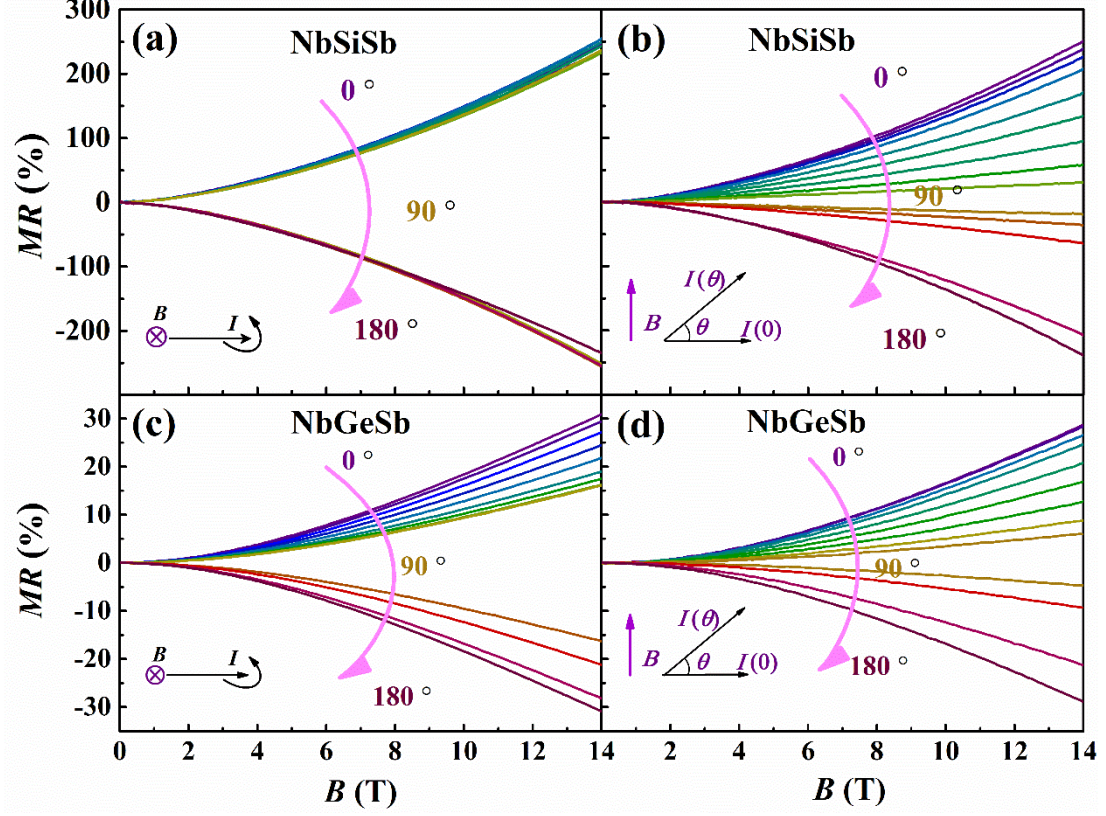 (a)
NbSiSb
0 °
90 °
180 °
B
I
300
200
100
0
-100
-200
MR (%)
(b)
NbSiSb
0 °
90 °
180 °
B
I(θ)
θ
I(0)
(c)
NbGeSb
0 °
90 °
180 °
B
I
30
20
10
0
-10
-20
-30
MR (%)
0 2 4 6 8 10 12 14
B (T)
(d)
NbGeSb
0 °
90 °
180 °
B
I(θ)
θ
I(0)
2 4 6 8 10 12 14
B (T)